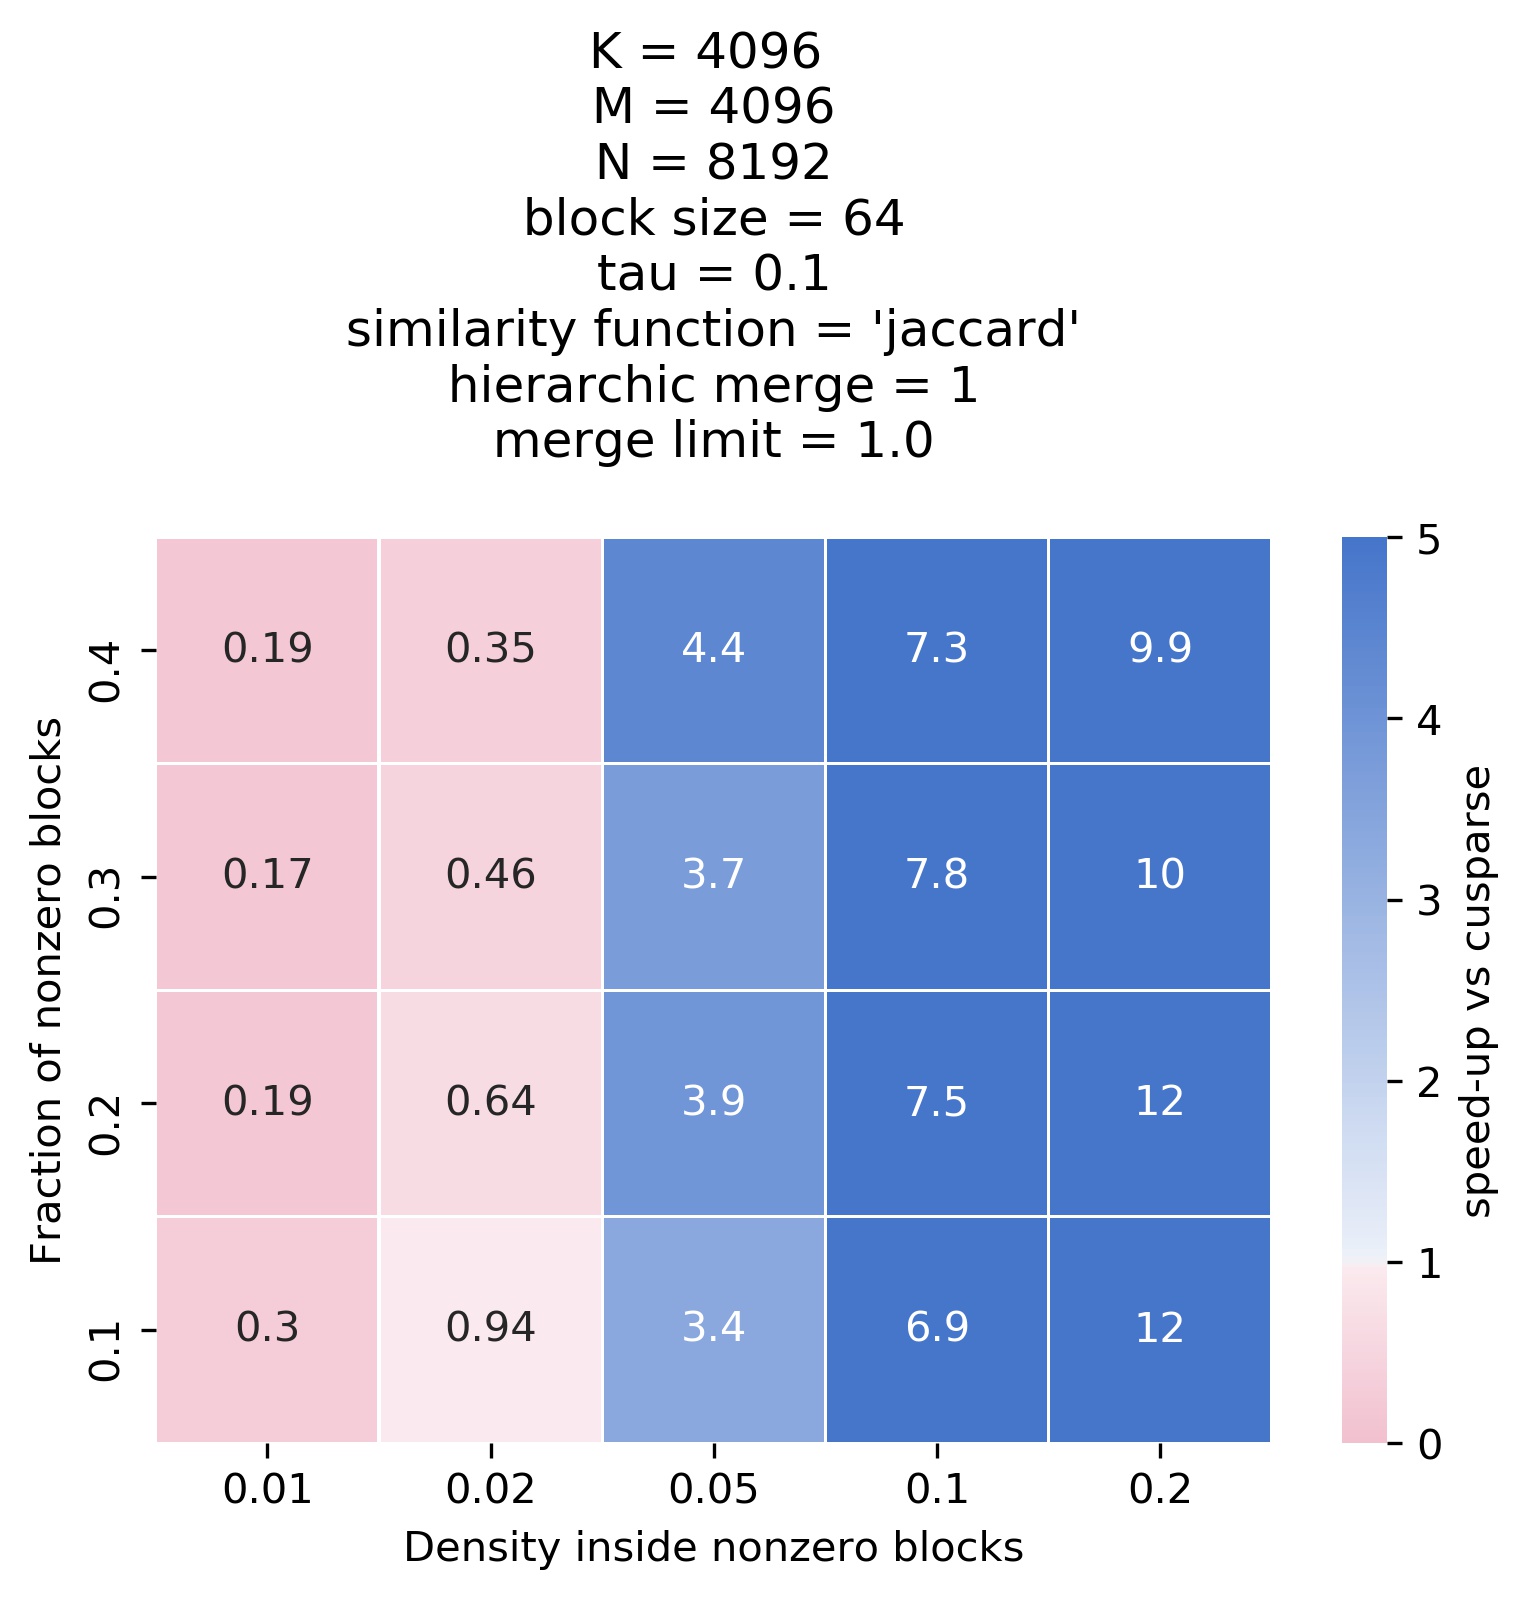 K = 4096
M = 4096
N = 8192
block size = 64
tau = 0.1
similarity function = 'jaccard'
hierarchic merge = 1
merge limit = 1.0
Fraction of nonzero blocks
0.4
0.19 0.35 4.4 7.3 9.9
0.3
0.17 0.46 3.7 7.8 10
0.2
0.19 0.64 3.9 7.5 12
0.1
0.3 0.94 3.4 6.9 12
0.01 0.02 0.05 0.1 0.2
Density inside nonzero blocks
5
4
3
2
1
0
speed-up vs cusparse